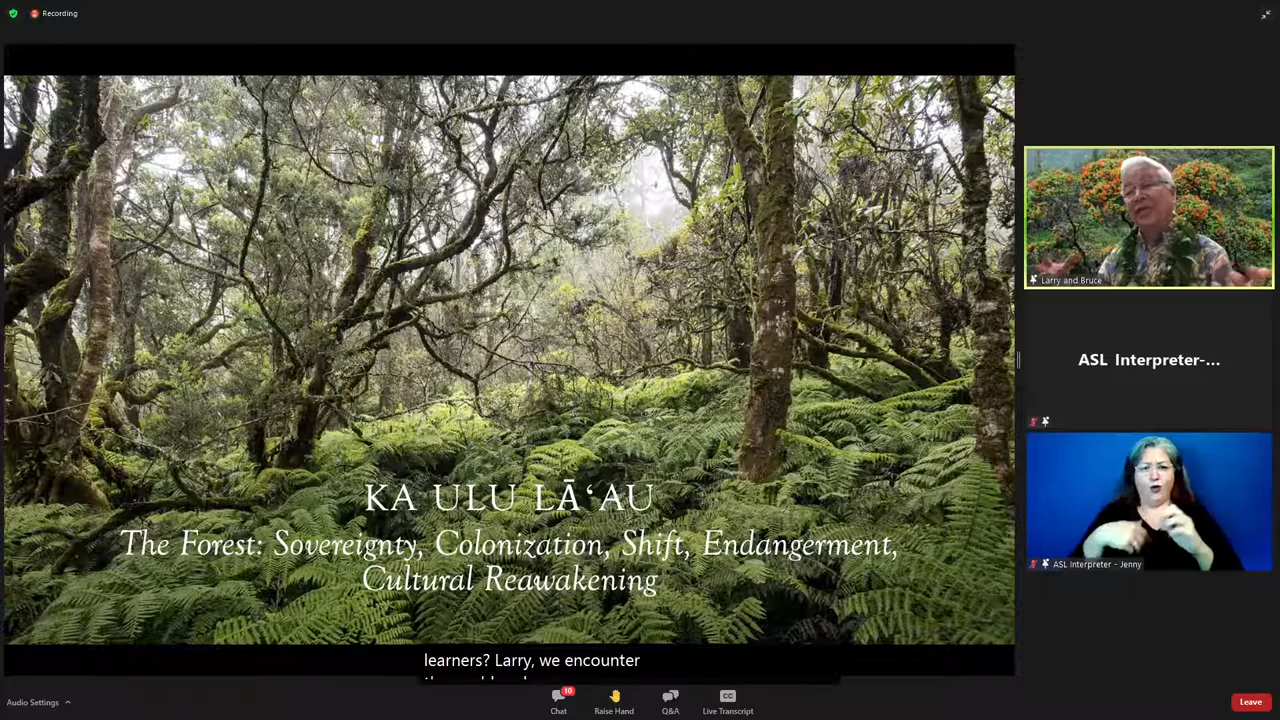 Recording
KA ULU LĀʻAU
The Forest: Sovereignty, Colonization, Shift, Endangerment,
Cultural Reawakening
Larry and Bruce
ASL Interpreter-...
ASL Interpreter - Jenny
learners? Larry, we encounter
Audio Settings
10
Chat
Raise Hand
Q&A
CC
Live Transcript
Leave